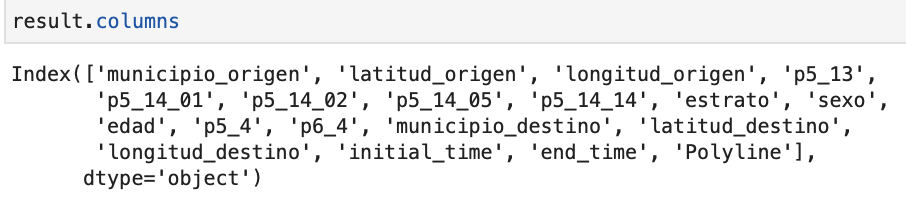 result.columns
Index(['municipio_origen', 'latitud_origen', 'longitud_origen', 'p5_13',
'p5_14_01', 'p5_14_02', 'p5_14_05', 'p5_14_14', 'estrato', 'sexo',
'edad', 'p5_4', 'p6_4', 'municipio_destino', 'latitud_destino',
'longitud_destino', 'initial_time', 'end_time', 'Polyline'],
dtype='object')